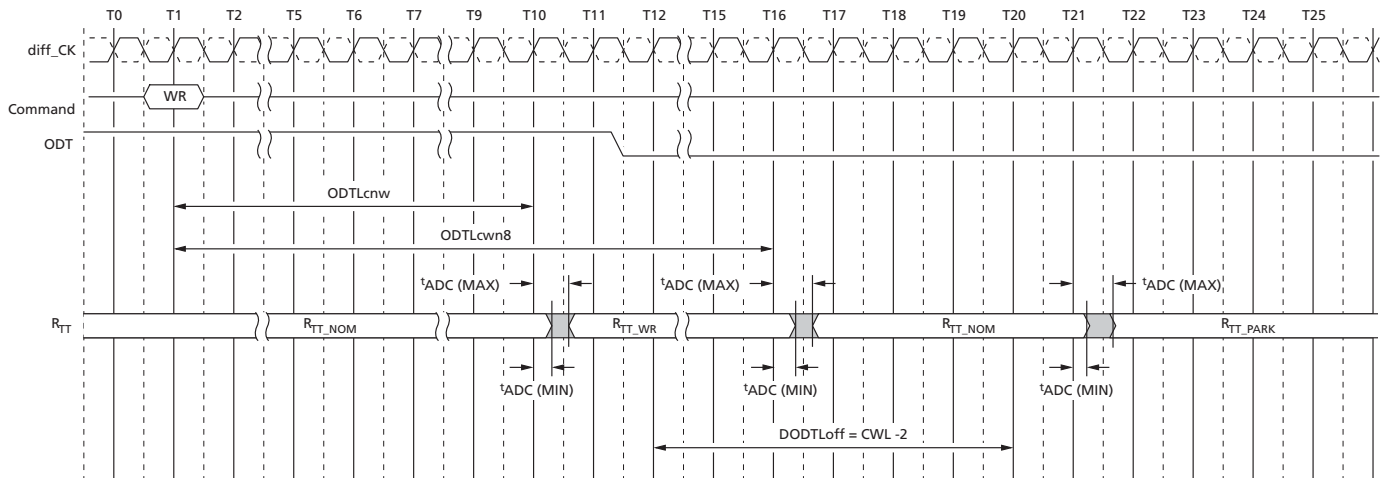 T0 T1 T2 T5 T6 T7 T9 T10 T11 T12 T15 T16 T17 T18 T19 T20 T21 T22 T23 T24 T25
diff_CK
Command WR
ODT
ODTLcnw
ODTLcwn8
tADC (MAX) tADC (MAX) tADC (MAX)
RTT RTT_NOM RTT_WR RTT_NOM RTT_PARK
tADC (MIN) tADC (MIN) tADC (MIN)
DODTLoff = CWL -2